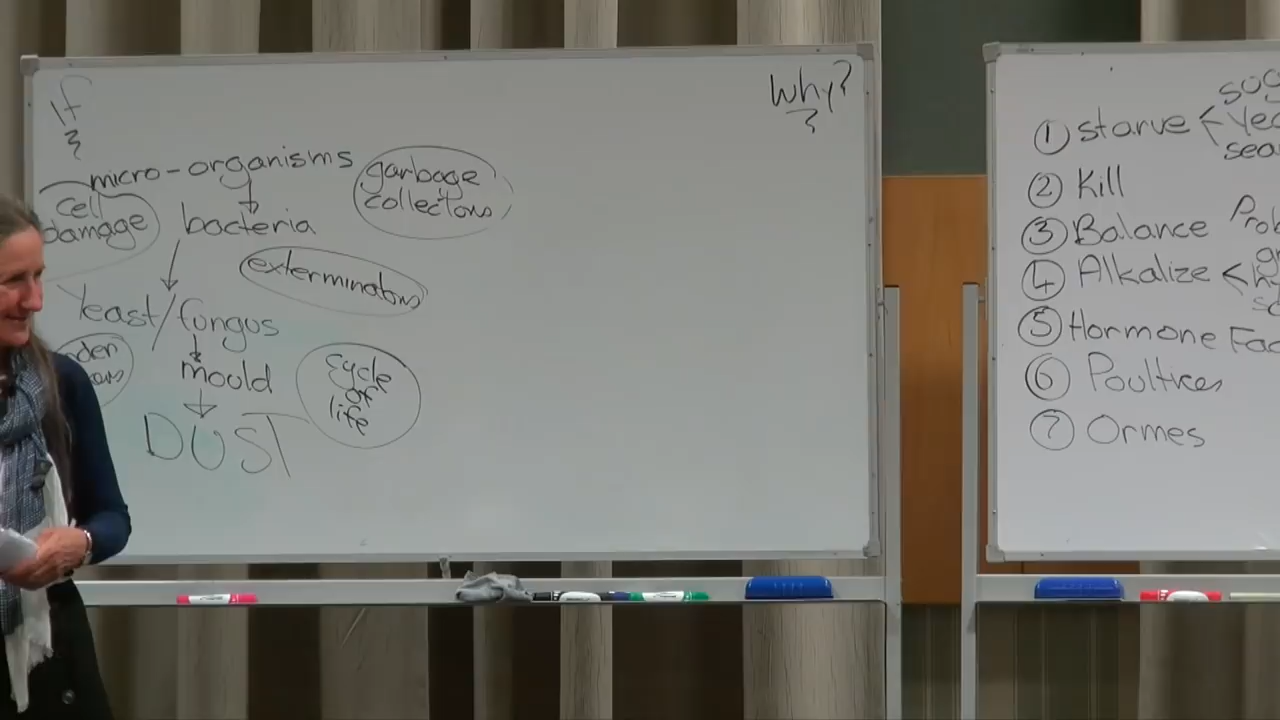 If
&
Why?
&
micro-organisms
garbage
collectors
cell
damage
bacteria
exterminators
Yeast/fungus
mould
cycle
of
life
DUST
① starve <
② Kill
③ Balance
④ Alkalize <
⑤ Hormone
⑥ Poultices
⑦ Ormes